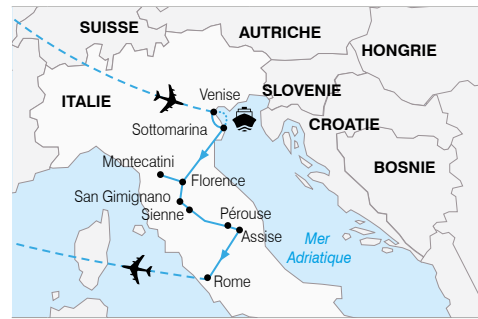 SUISSE
AUTRICHE
HONGRIE
Venise
SLOVENIE
ITALIE
Sottomarina
CROATIE
Montecatini
BOSNIE
Florence
San Gimignano
Sienne
Pérouse
Assise
Mer
Adriatique
Rome